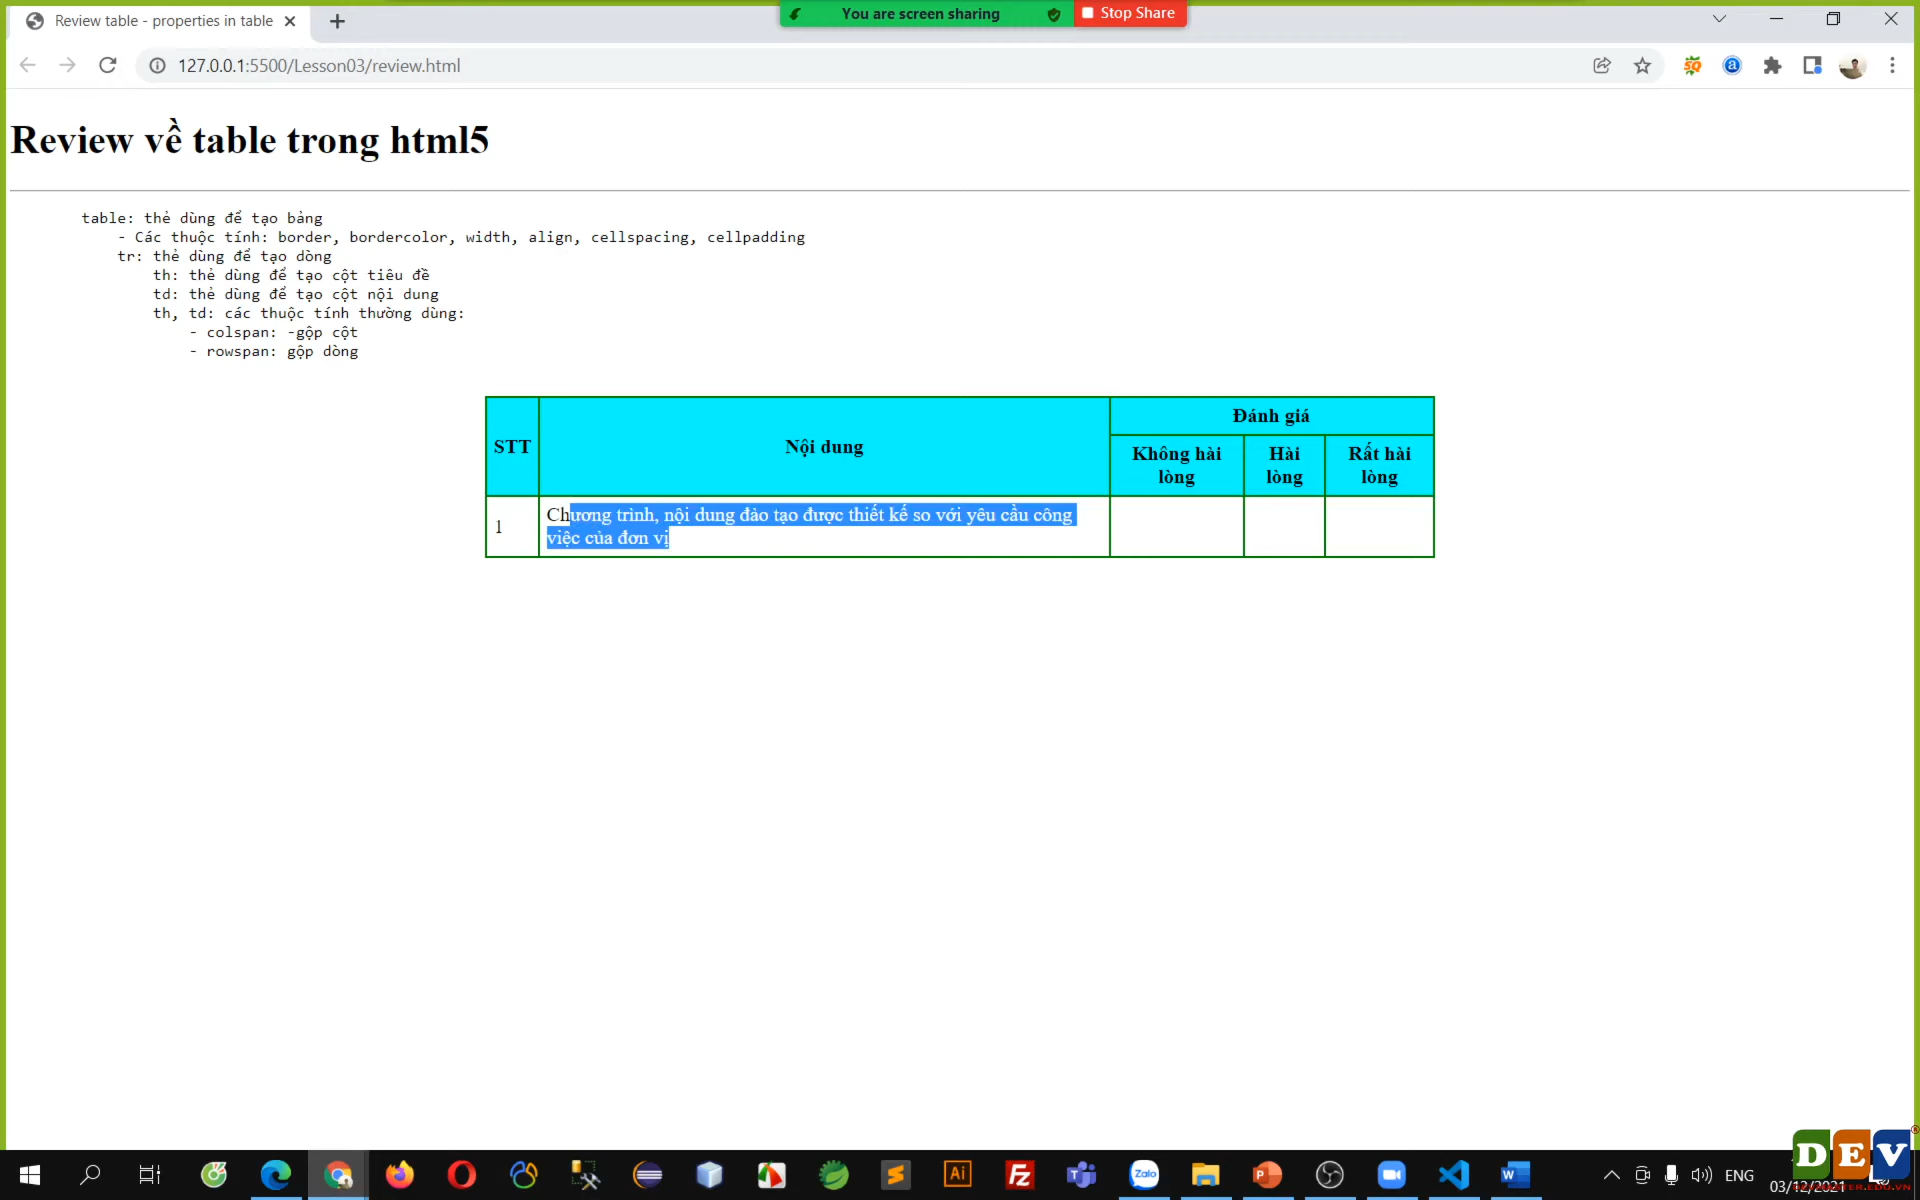 Review table - properties in table
You are screen sharing
Stop Share
127.0.0.1:5500/Lesson03/review.html
Review về table trong html5
table: thẻ dùng để tạo bảng
- Các thuộc tính: border, bordercolor, width, align, cellspacing, cellpadding
tr: thẻ dùng để tạo dòng
th: thẻ dùng để tạo cột tiêu đề
td: thẻ dùng để tạo cột nội dung
th, td: các thuộc tính thường dùng:
- colspan: -gộp cột
- rowspan: gộp dòng
STT
Nội dung
Đánh giá
Không hài
lòng
Hài
lòng
Rất hài
lòng
1
Chương trình, nội dung đào tạo được thiết kế so với yêu cầu công
việc của đơn vị
Ai
Fz
Zalo
ENG
03/12/2021
DEV